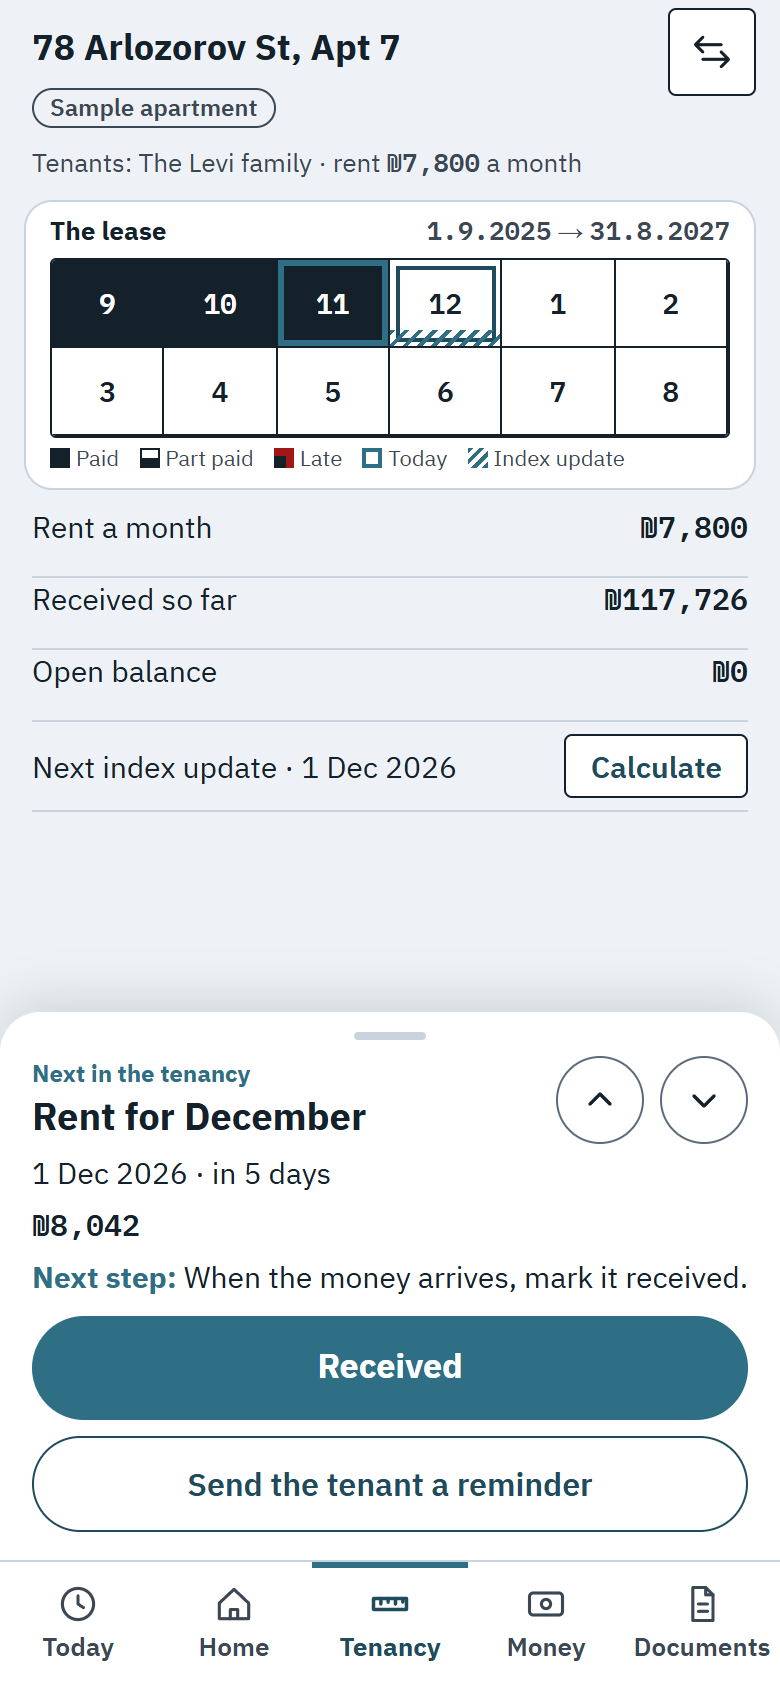 78 Arlozorov St, Apt 7
Sample apartment
Tenants: The Levi family · rent ₪7,800 a month
The lease 1.9.2025 → 31.8.2027
9 10 11 12 1 2
3 4 5 6 7 8
Paid Part paid Late Today Index update
Rent a month ₪7,800
Received so far ₪117,726
Open balance ₪0
Next index update · 1 Dec 2026 Calculate
Next in the tenancy
Rent for December
1 Dec 2026 · in 5 days
₪8,042
Next step: When the money arrives, mark it received.
Received
Send the tenant a reminder
Today Home Tenancy Money Documents